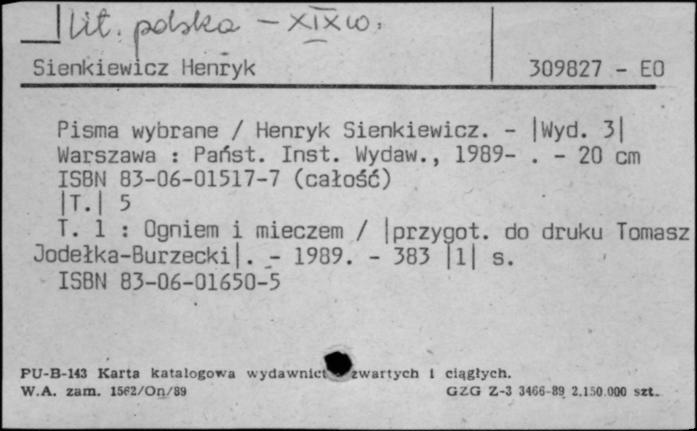 lit. polska - XIX w.
Sienkiewicz Henryk 309827 - EO
Pisma wybrane / Henryk Sienkiewicz. - |Wyd. 3|
Warszawa : Państ. Inst. Wydaw., 1989- . - 20 cm
ISBN 83-06-01517-7 (całość)
|T.| 5
T. 1 : Ogniem i mieczem / |przygot. do druku Tomasz
Jodełka-Burzecki|. - 1989. - 383 |1| s.
ISBN 83-06-01650-5
PU-B-143 Karta katalogowa wydawnict zwartych i ciągłych.
W.A. zam. 1562/On/89 GZG Z-3 3466-89 2.150.000 szt.